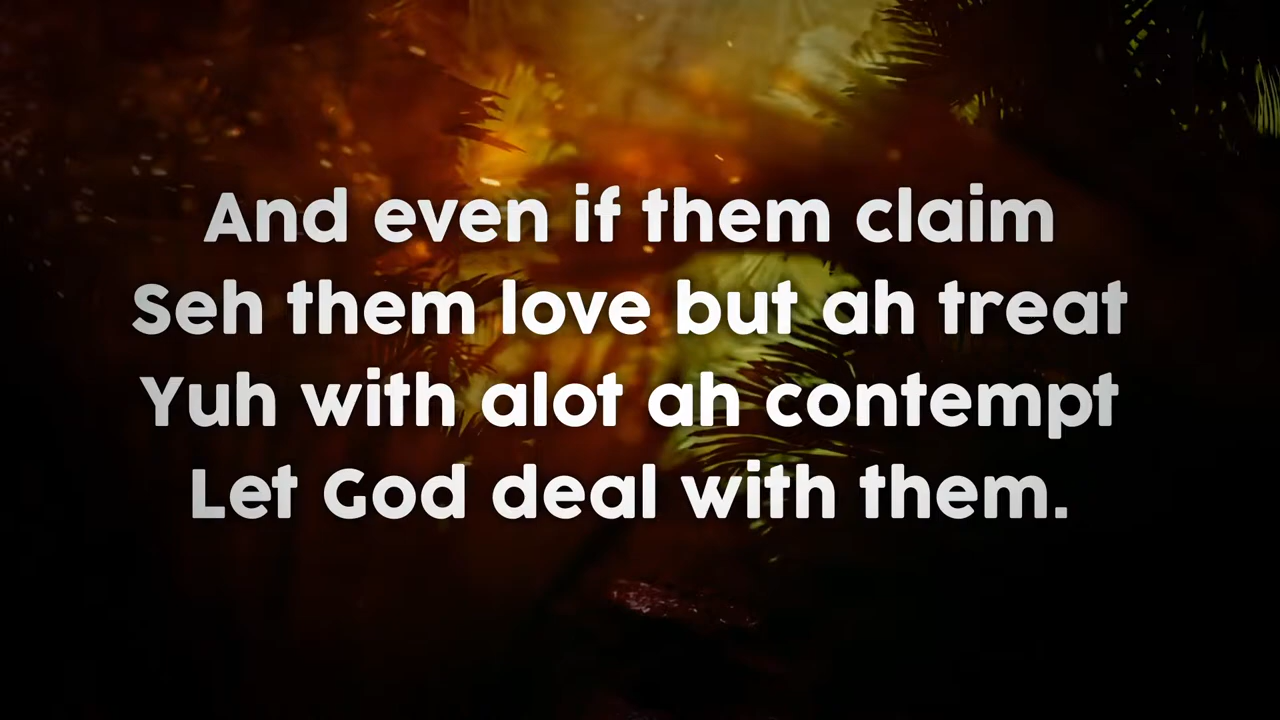 And even if them claim
Seh them love but ah treat
Yuh with alot ah contempt
Let God deal with them.